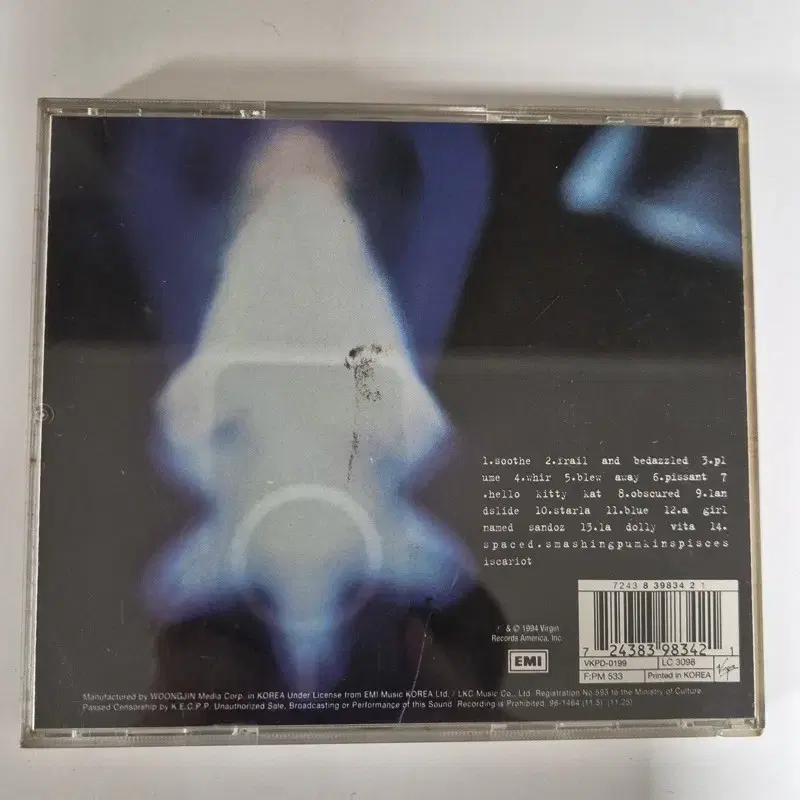 1.soothe 2.frail and bedazzled 3.pl
ume 4.whir 5.blew away 6.pissant 7
.hello kitty kat 8.obscured 9.lan
dslide 10.starla 11.blue 12.a girl
named sandoz 13.la dolly vita 14.
spaced.smashingpumkinspisces
iscariot
7243 8 39834 2 1
℗ & © 1994 Virgin
Records America, Inc.
EMI
7 24383 98342 1
VKPD-0199 LC 3098
F:PM 533 Printed in KOREA
Virgin
Manufactured by WOONGJIN Media Corp. in KOREA Under License from EMI Music KOREA Ltd. / LKC Music Co., Ltd. Registration No.593 to the Ministry of Culture.
Passed Censorship by K.E.C.P.P. Unauthorized Sale, Broadcasting or Performance of this Sound Recording is Prohibited. 96-1464 (11.5) (11.25)